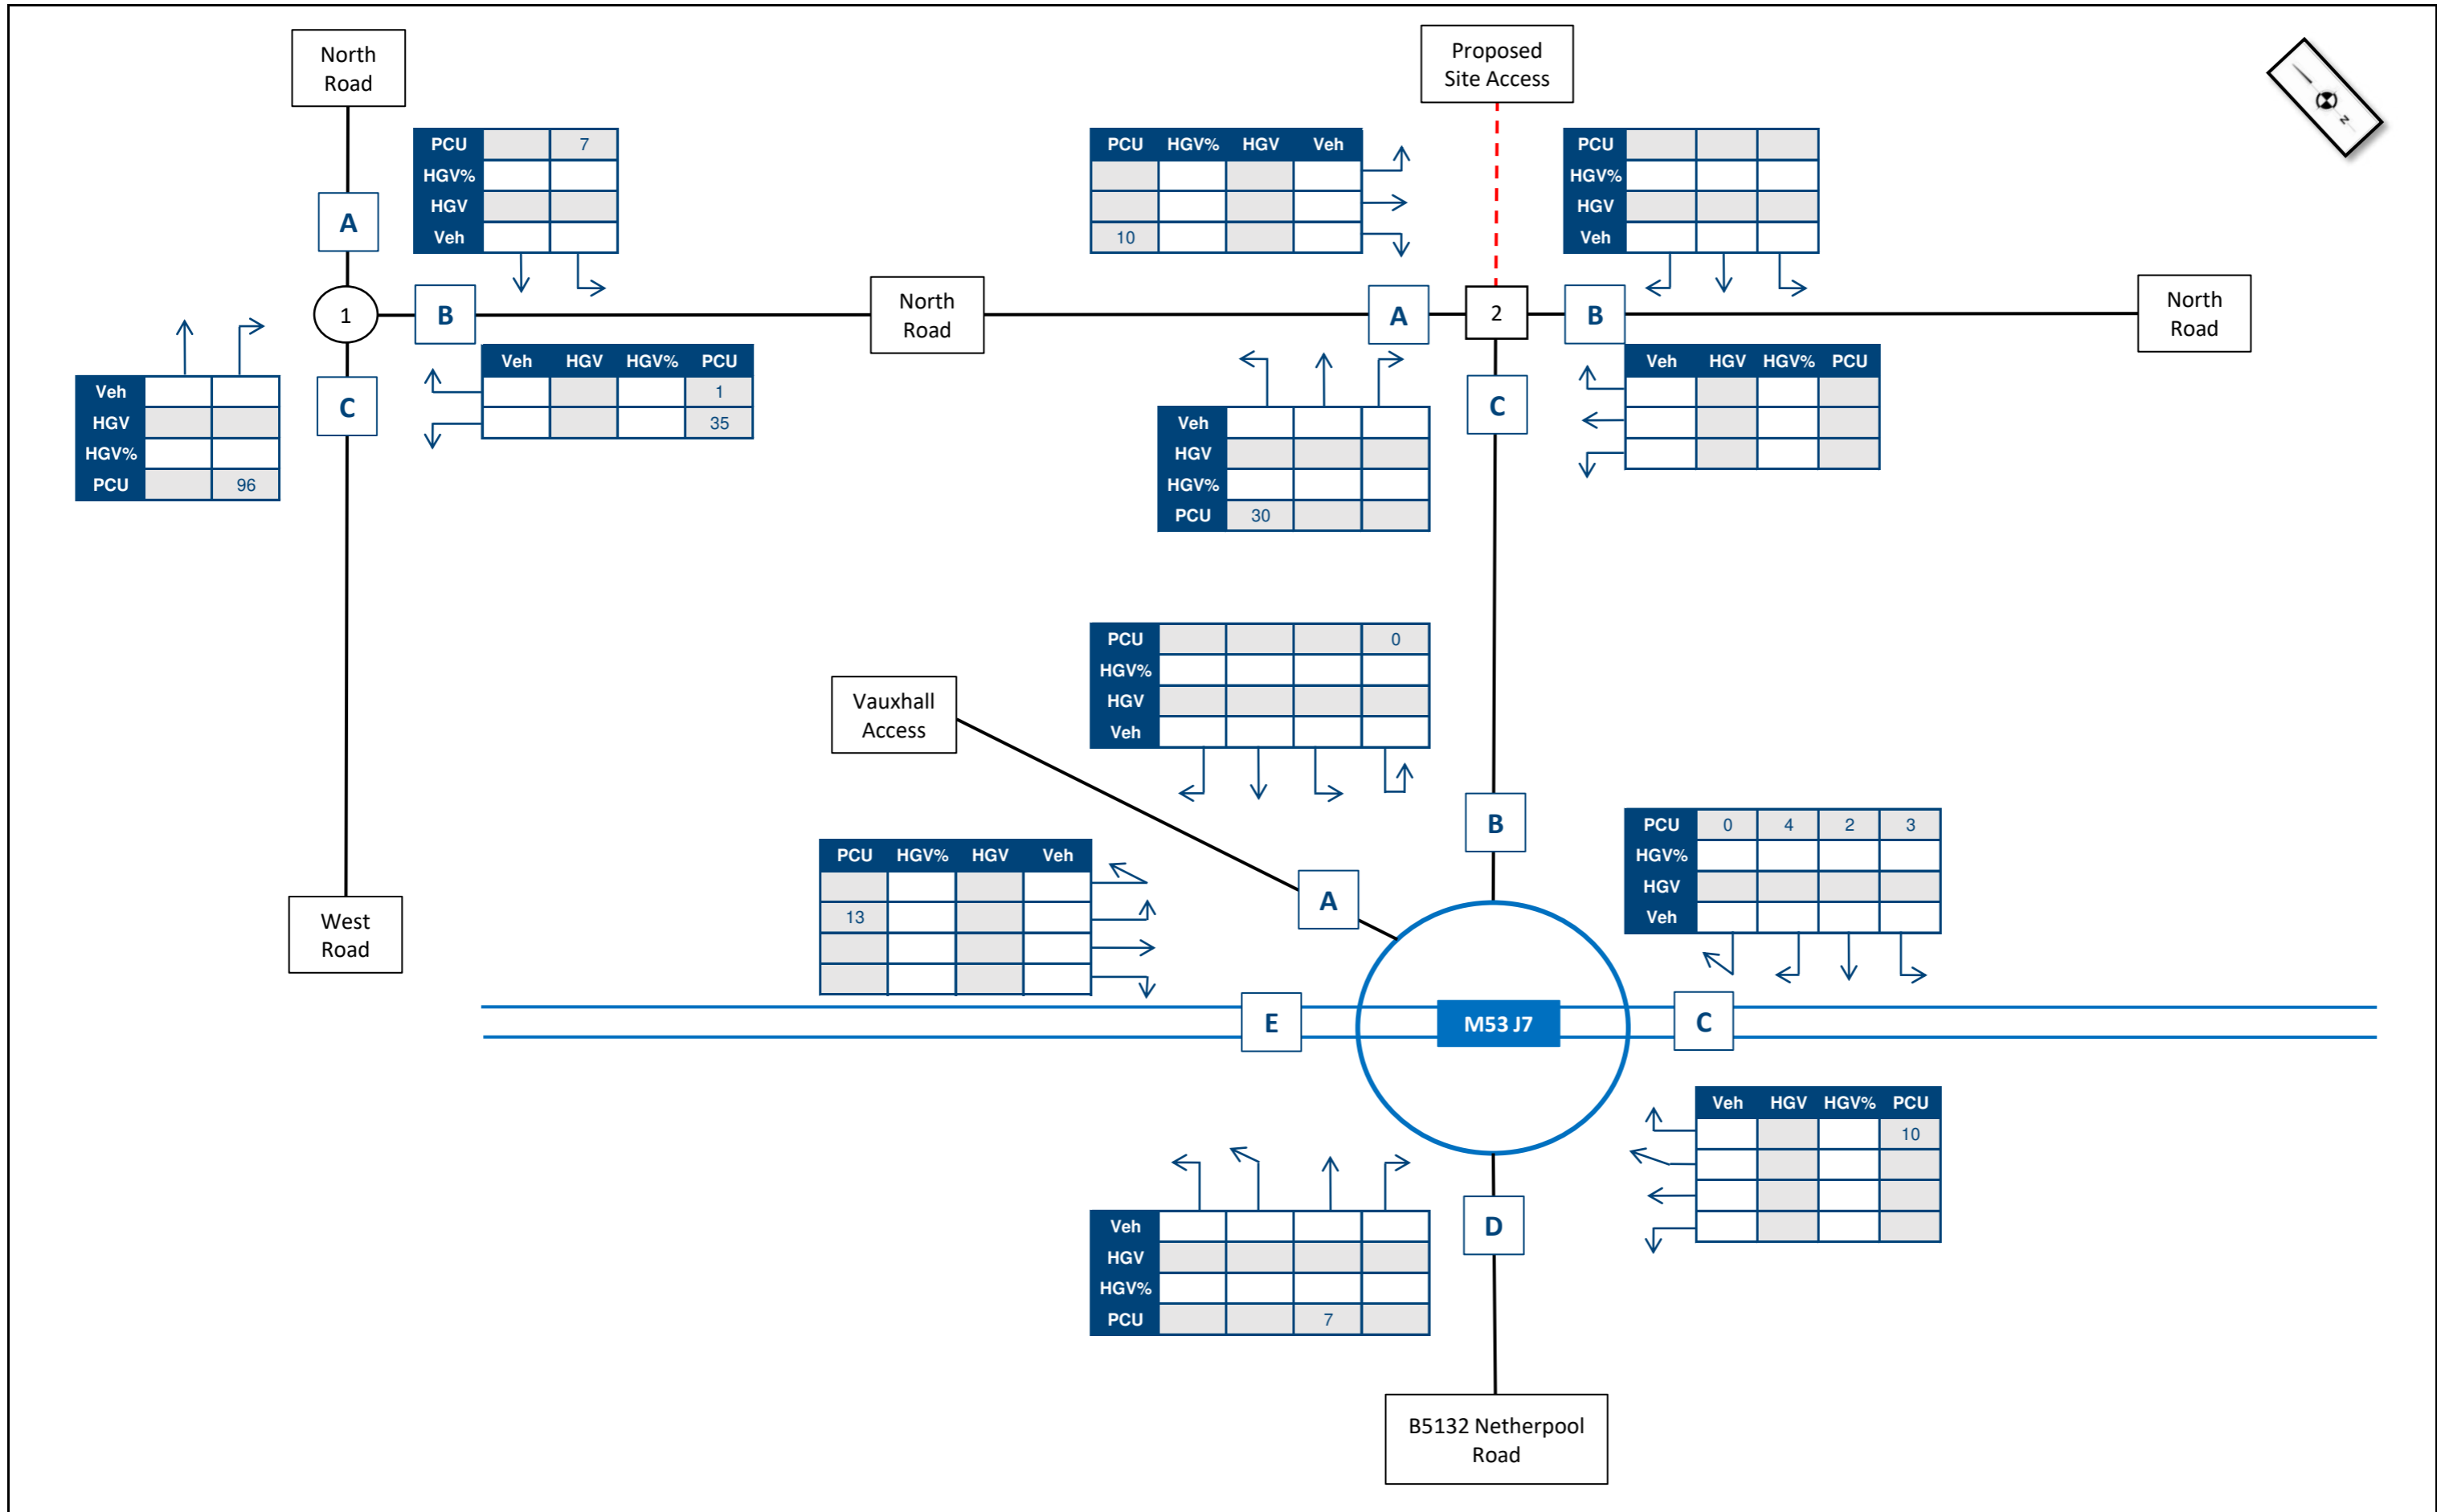 North
Road
Proposed
Site Access
N
PCU 7
HGV%
HGV
Veh
PCU HGV% HGV Veh
10
PCU
HGV%
HGV
Veh
A
1
B
North
Road
A
2
B
North
Road
Veh HGV HGV% PCU
1
35
Veh
HGV
HGV%
PCU 96
C
Veh
HGV
HGV%
PCU 30
C
Veh HGV HGV% PCU
PCU 0
HGV%
HGV
Veh
Vauxhall
Access
B
PCU 0 4 2 3
HGV%
HGV
Veh
PCU HGV% HGV Veh
13
A
West
Road
E
M53 J7
C
Veh HGV HGV% PCU
10
Veh
HGV
HGV%
PCU 7
D
B5132 Netherpool
Road